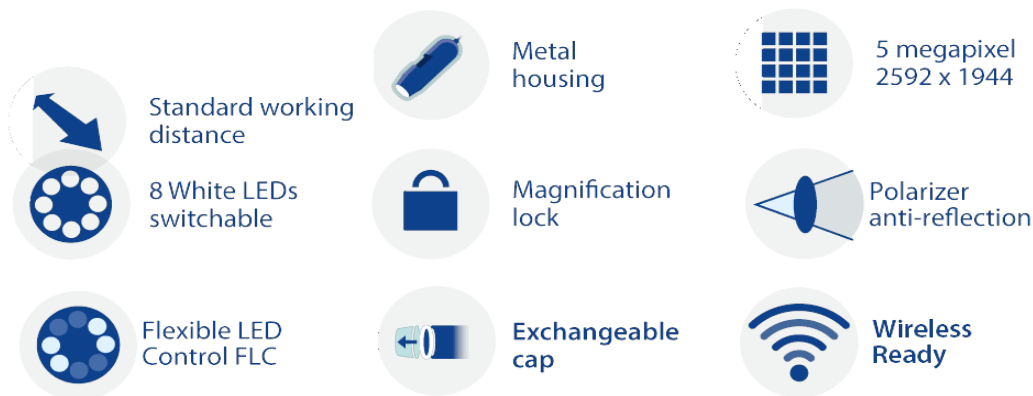 Metal
housing
5 megapixel
2592 x 1944
Standard working
distance
8 White LEDs
switchable
Magnification
lock
Polarizer
anti-reflection
Flexible LED
Control FLC
Exchangeable
cap
Wireless
Ready